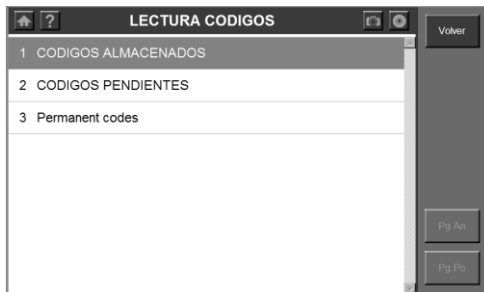 ? LECTURA CODIGOS
Volver
1 CODIGOS ALMACENADOS
2 CODIGOS PENDIENTES
3 Permanent codes
Pg An
Pg Po